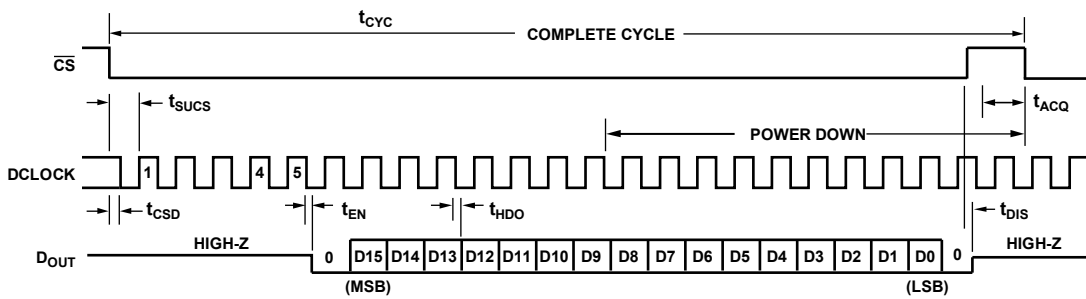 tCYC
COMPLETE CYCLE
CS
tSUCS
tACQ
POWER DOWN
DCLOCK
1 4 5
tCSD
tEN
tHDO
tDIS
HIGH-Z
HIGH-Z
DOUT
0 D15 D14 D13 D12 D11 D10 D9 D8 D7 D6 D5 D4 D3 D2 D1 D0 0
(MSB) (LSB)